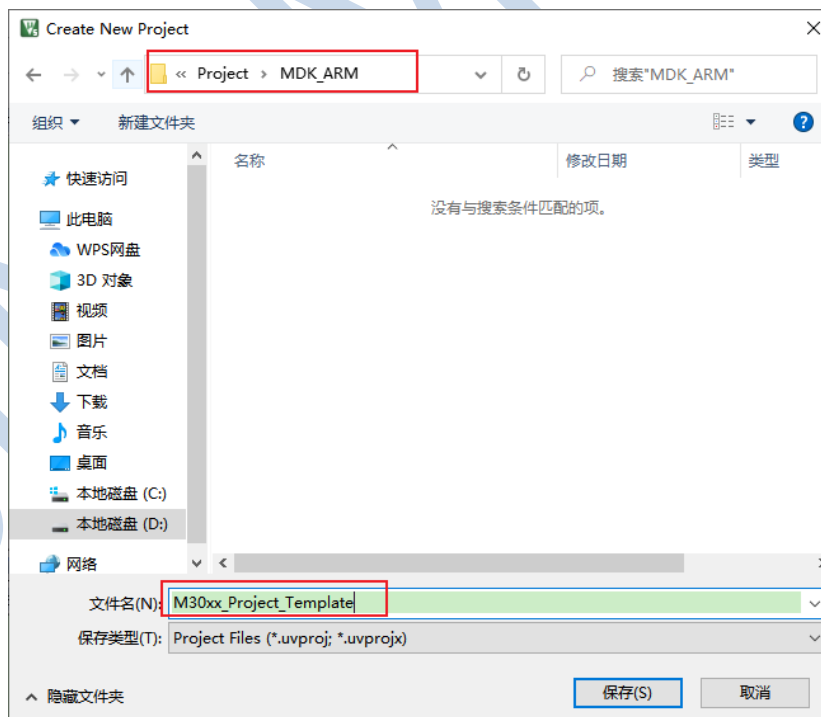 Create New Project
« Project › MDK_ARM
搜索"MDK_ARM"
组织
新建文件夹
名称
修改日期
类型
没有与搜索条件匹配的项。
快速访问
此电脑
WPS网盘
3D 对象
视频
图片
文档
下载
音乐
桌面
本地磁盘 (C:)
本地磁盘 (D:)
网络
文件名(N):
M30xx_Project_Template
保存类型(T):
Project Files (*.uvproj; *.uvprojx)
隐藏文件夹
保存(S)
取消